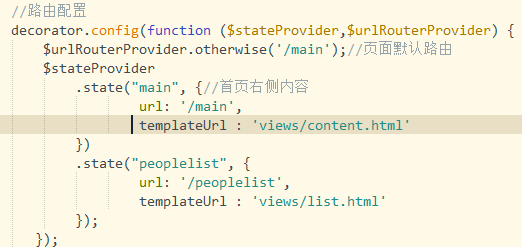 //路由配置
decorator.config(function ($stateProvider,$urlRouterProvider) {
    $urlRouterProvider.otherwise('/main');//页面默认路由
    $stateProvider
        .state("main", {//首页右侧内容
                url: '/main',
                templateUrl : 'views/content.html'
        })
        .state("peoplelist", {
                url: '/peoplelist',
                templateUrl : 'views/list.html'
        });
   });